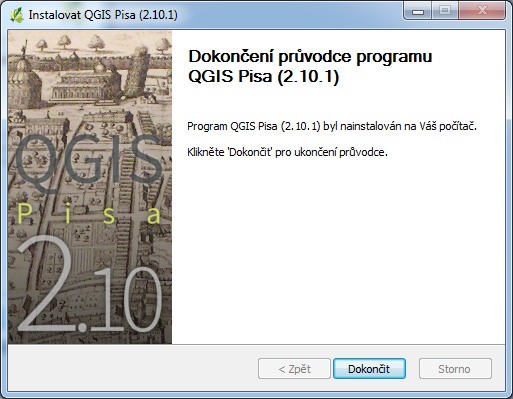 Instalovat QGIS Pisa (2.10.1)
Dokončení průvodce programu
QGIS Pisa (2.10.1)
Program QGIS Pisa (2.10.1) byl nainstalován na Váš počítač.
Klikněte 'Dokončit' pro ukončení průvodce.
QGIS
Pisa
2.10
< Zpět
Dokončit
Storno